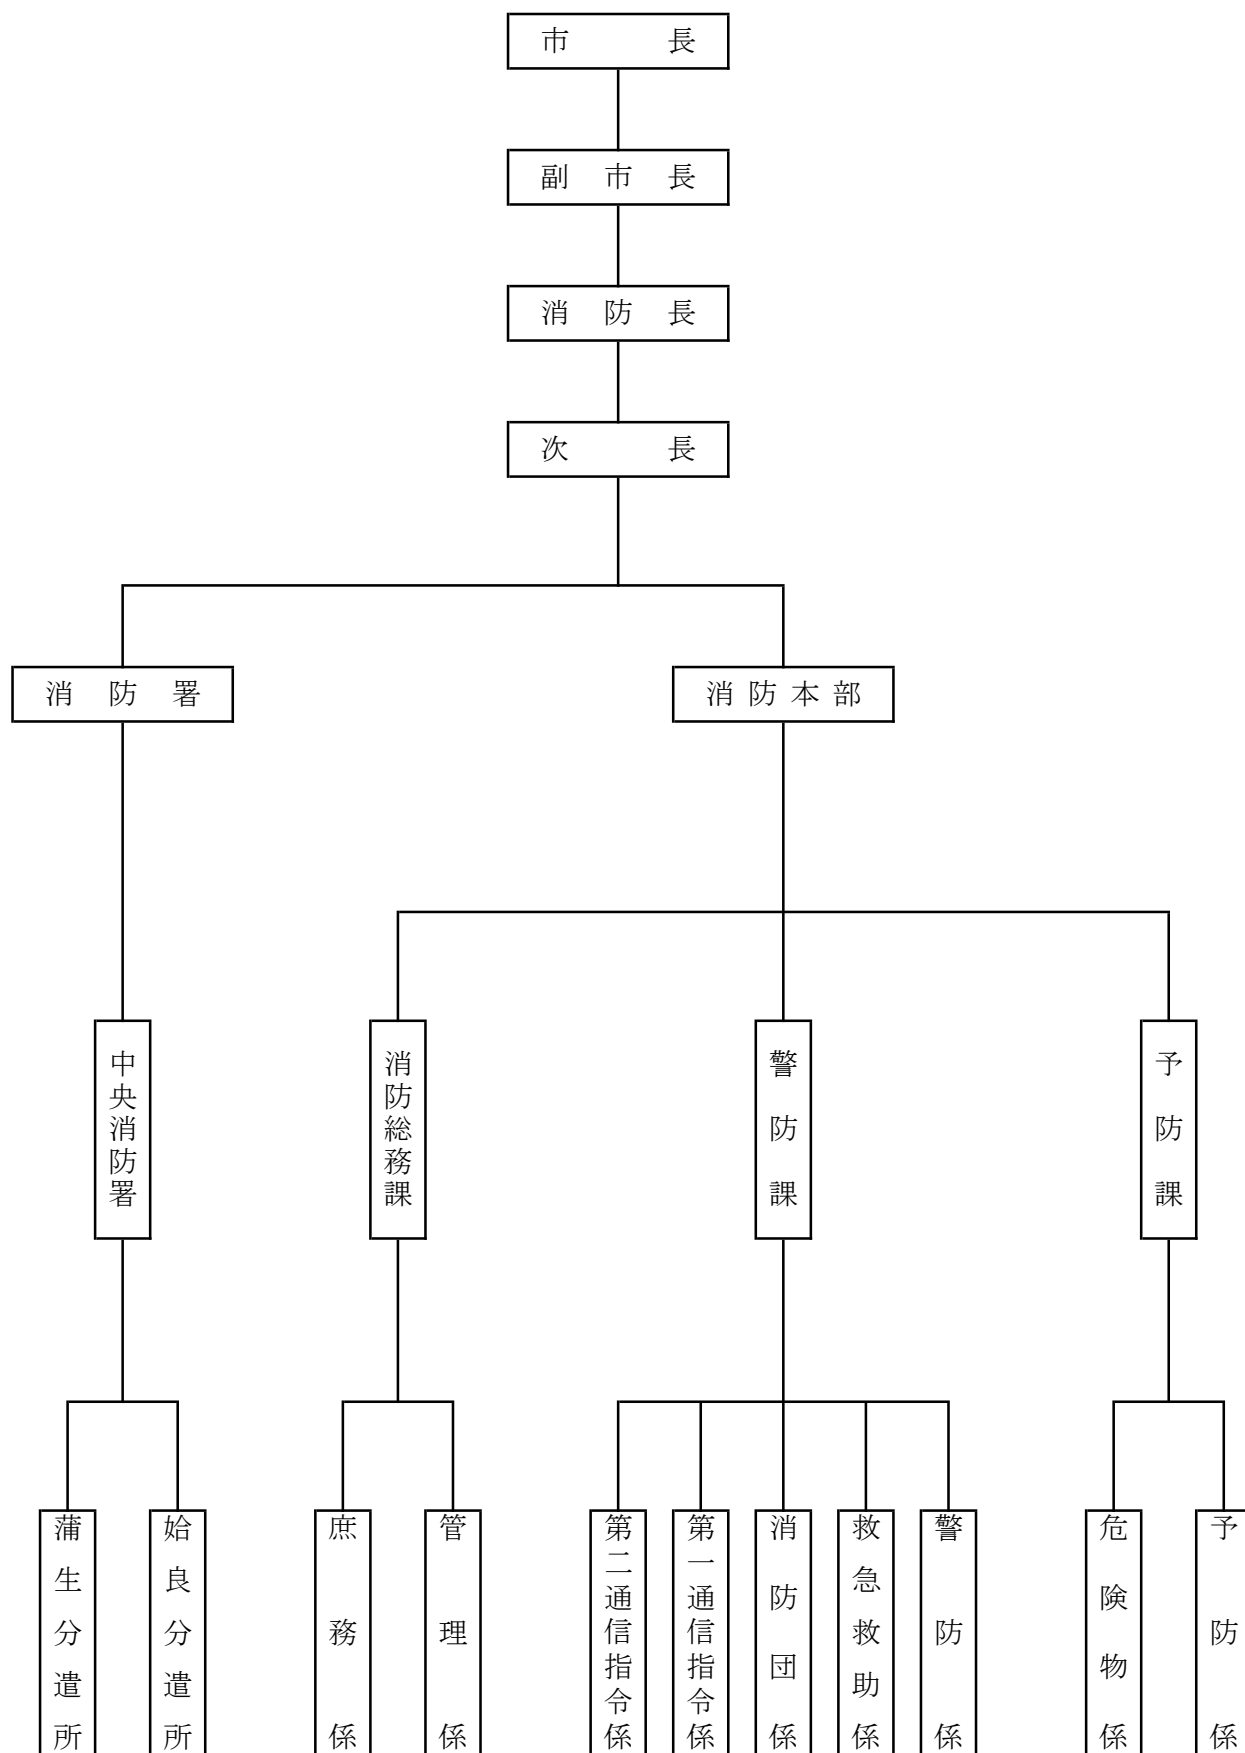 市長
副市長
消防長
次長
消防署
消防本部
中央消防署
消防総務課
警防課
予防課
蒲生分遣所
姶良分遣所
庶務係
管理係
第二通信指令係
第一通信指令係
消防団係
救急救助係
警防係
危険物係
予防係